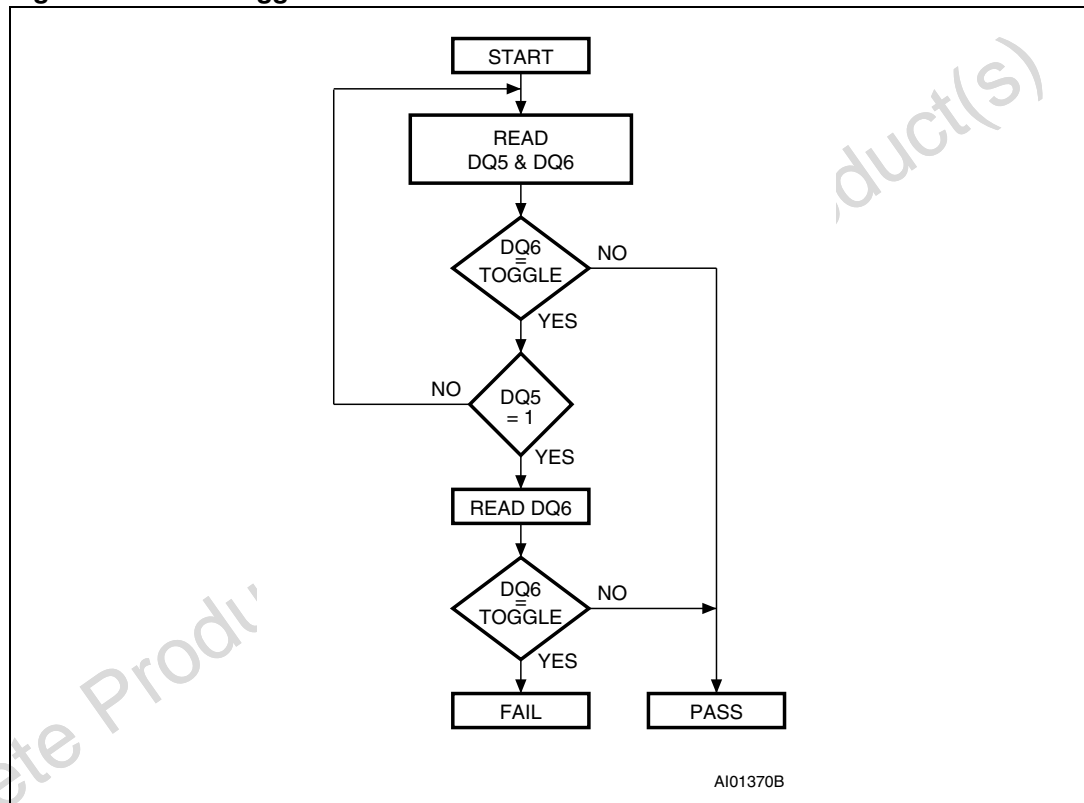 START
READ
DQ5 & DQ6
DQ6
=
TOGGLE
NO
YES
DQ5
= 1
NO
YES
READ DQ6
DQ6
=
TOGGLE
NO
YES
FAIL
PASS
AI01370B